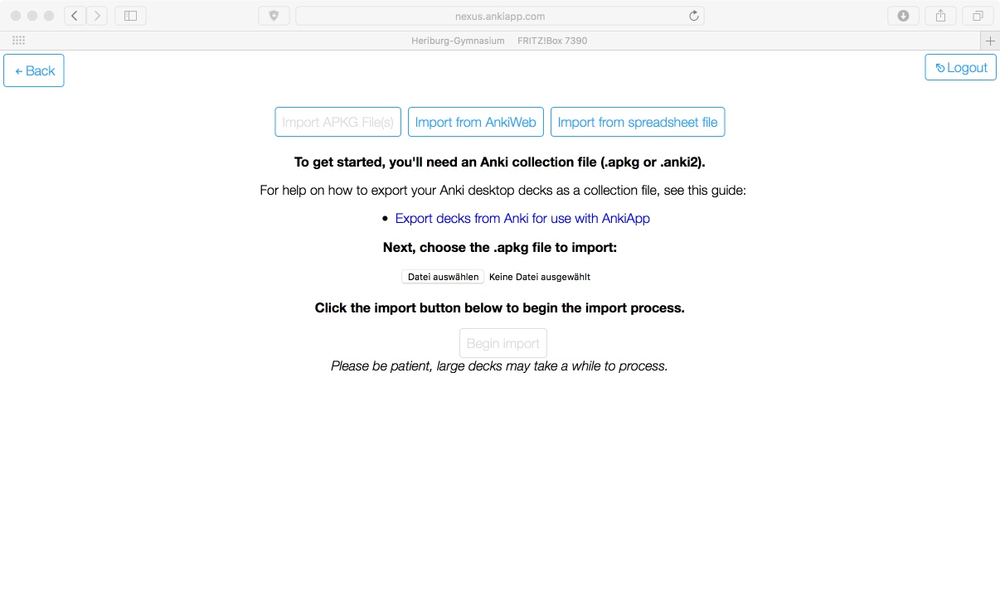 nexus.ankiapp.com
Heriburg-Gymnasium FRITZ!Box 7390
← Back
Logout
Import APKG File(s) Import from AnkiWeb Import from spreadsheet file
To get started, you'll need an Anki collection file (.apkg or .anki2).
For help on how to export your Anki desktop decks as a collection file, see this guide:
• Export decks from Anki for use with AnkiApp
Next, choose the .apkg file to import:
Datei auswählen Keine Datei ausgewählt
Click the import button below to begin the import process.
Begin import
Please be patient, large decks may take a while to process.